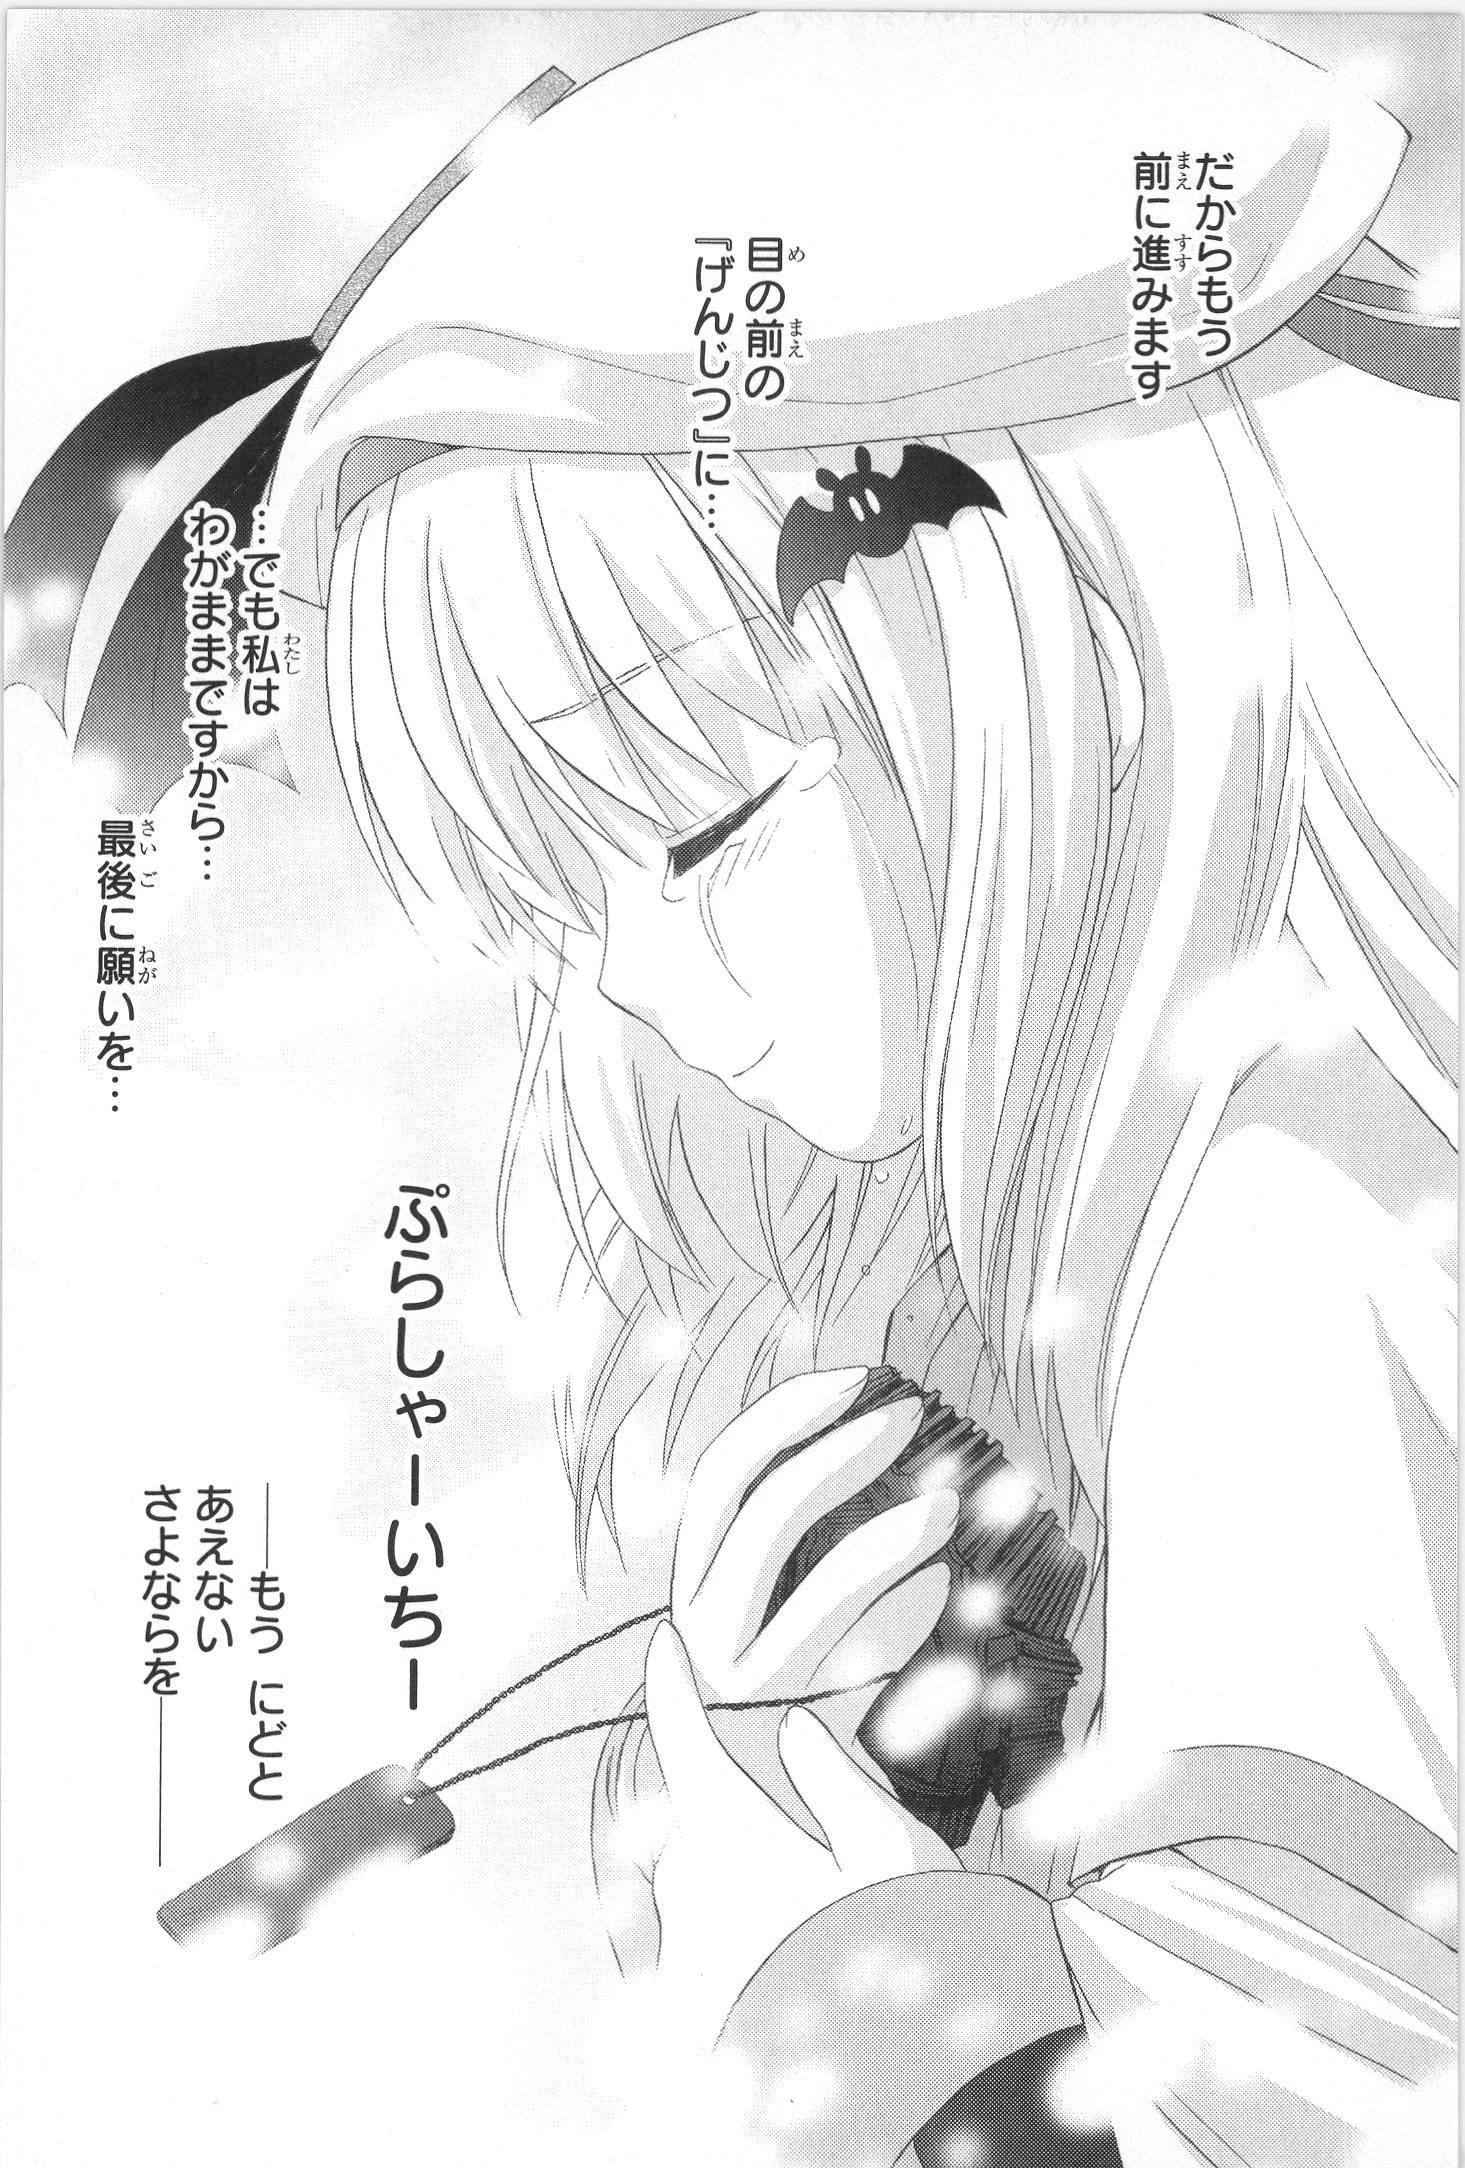 だからもう
前に進みます
目の前の
『げんじつ』に…
…でも私は
わがままですから…
最後に願いを…
ぷらしゃーいちー
――もう にどと
あえない
さよならを――